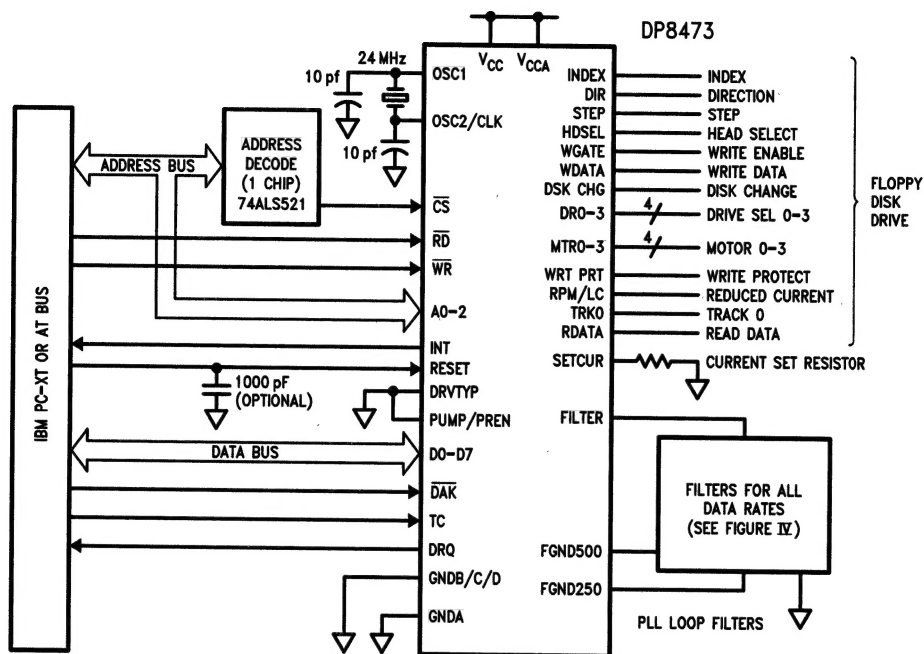 DP8473
IBM PC-XT OR AT BUS
ADDRESS BUS
ADDRESS
DECODE
(1 CHIP)
74ALS521
10 pf
24 MHz
10 pf
1000 pF
(OPTIONAL)
DATA BUS
VCC
VCCA
OSC1
OSC2/CLK
C̅S̅
R̅D̅
W̅R̅
A0-2
INT
RESET
DRVTYP
PUMP/PREN
D0-D7
D̅A̅K̅
TC
DRQ
GNDB/C/D
GNDA
INDEX
DIR
STEP
HDSEL
WGATE
WDATA
DSK CHG
DR0-3
MTR0-3
WRT PRT
RPM/LC
TRK0
RDATA
SETCUR
FILTER
FGND500
FGND250
INDEX
DIRECTION
STEP
HEAD SELECT
WRITE ENABLE
WRITE DATA
DISK CHANGE
4
DRIVE SEL 0-3
4
MOTOR 0-3
WRITE PROTECT
REDUCED CURRENT
TRACK 0
READ DATA
FLOPPY
DISK
DRIVE
CURRENT SET RESISTOR
FILTERS FOR ALL
DATA RATES
(SEE FIGURE IV)
PLL LOOP FILTERS